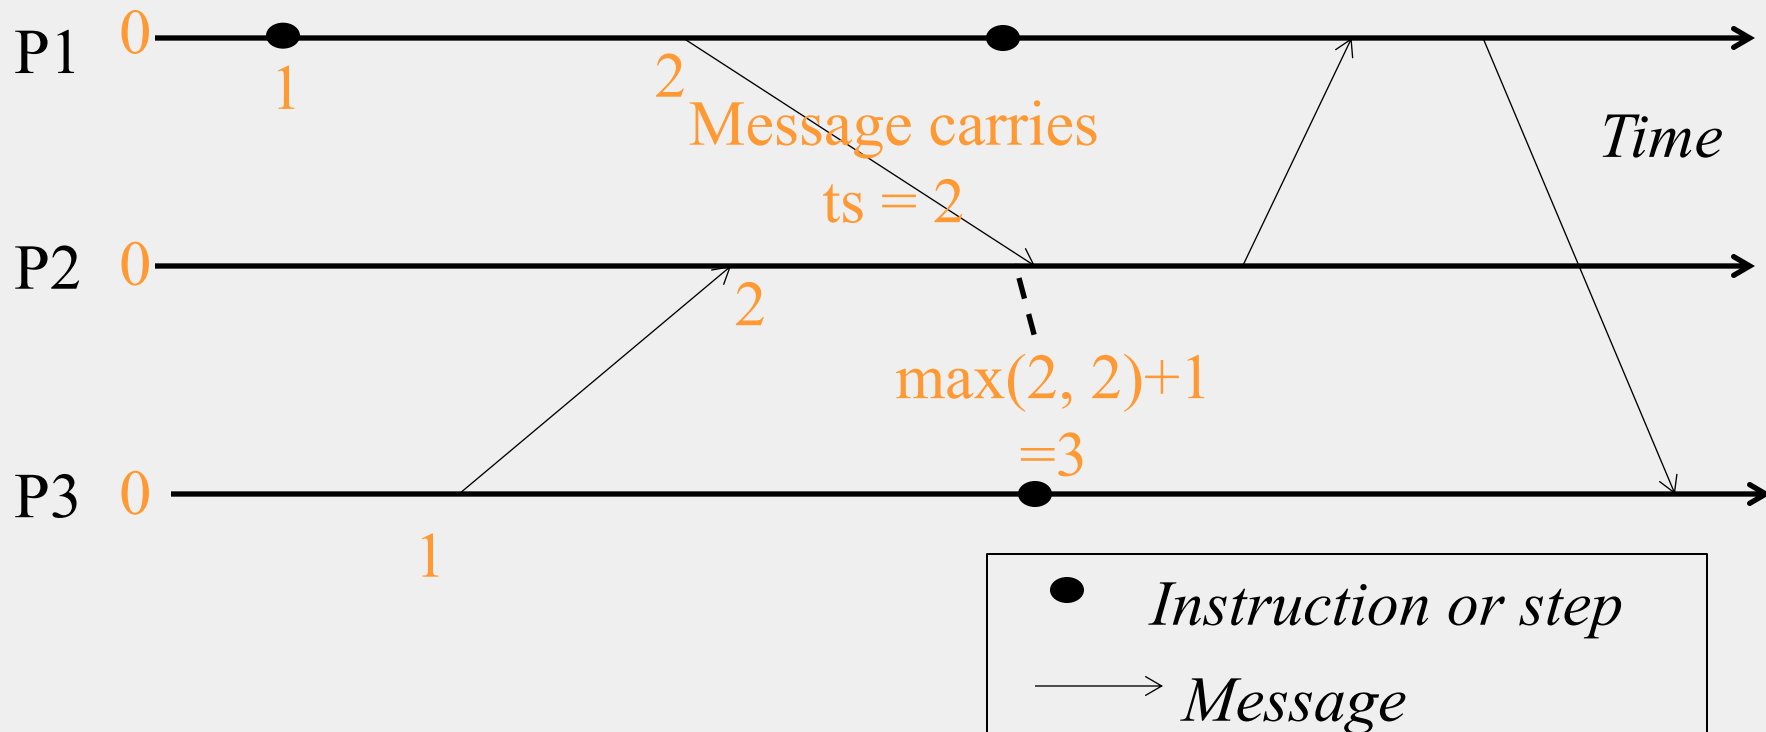 P1 0
1
2
Message carries
ts = 2
Time
P2 0
2
max(2, 2)+1
=3
P3 0
1
Instruction or step
Message